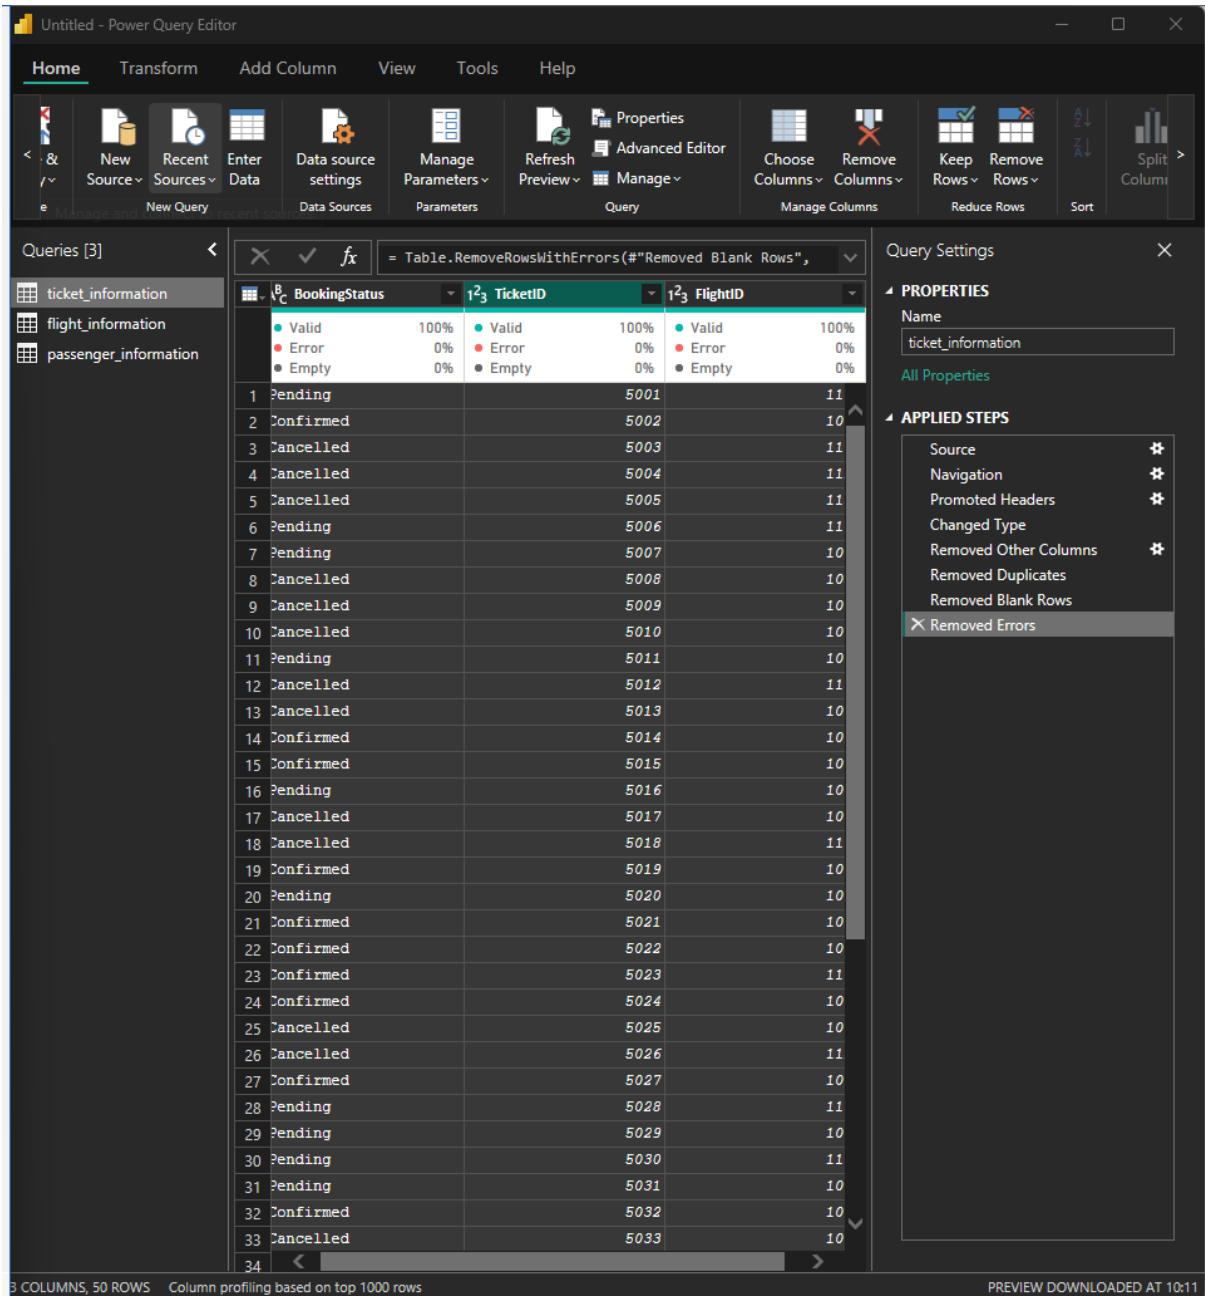 Untitled - Power Query Editor
Home Transform Add Column View Tools Help
&
New Source
Recent Sources
Enter Data
Data source settings
Manage Parameters
Refresh Preview
Properties
Advanced Editor
Manage
Choose Columns
Remove Columns
Keep Rows
Remove Rows
Split
New Query
Data Sources
Parameters
Query
Manage Columns
Reduce Rows
Sort
Manage and connect to recent sources
Queries [3]
ticket_information
flight_information
passenger_information
fx = Table.RemoveRowsWithErrors(#"Removed Blank Rows",
BookingStatus 123 TicketID 123 FlightID
Valid 100% Valid 100% Valid 100%
Error 0% Error 0% Error 0%
Empty 0% Empty 0% Empty 0%
1 Pending 5001 11
2 Confirmed 5002 10
3 Cancelled 5003 11
4 Cancelled 5004 11
5 Cancelled 5005 11
6 Pending 5006 11
7 Pending 5007 10
8 Cancelled 5008 10
9 Cancelled 5009 10
10 Cancelled 5010 10
11 Pending 5011 10
12 Cancelled 5012 11
13 Cancelled 5013 10
14 Confirmed 5014 10
15 Confirmed 5015 10
16 Pending 5016 10
17 Cancelled 5017 10
18 Cancelled 5018 11
19 Confirmed 5019 10
20 Pending 5020 10
21 Confirmed 5021 10
22 Confirmed 5022 10
23 Confirmed 5023 11
24 Confirmed 5024 10
25 Cancelled 5025 10
26 Cancelled 5026 11
27 Confirmed 5027 10
28 Pending 5028 11
29 Pending 5029 10
30 Pending 5030 11
31 Pending 5031 10
32 Confirmed 5032 10
33 Cancelled 5033 10
34
Query Settings
PROPERTIES
Name
ticket_information
All Properties
APPLIED STEPS
Source
Navigation
Promoted Headers
Changed Type
Removed Other Columns
Removed Duplicates
Removed Blank Rows
Removed Errors
3 COLUMNS, 50 ROWS Column profiling based on top 1000 rows
PREVIEW DOWNLOADED AT 10:11